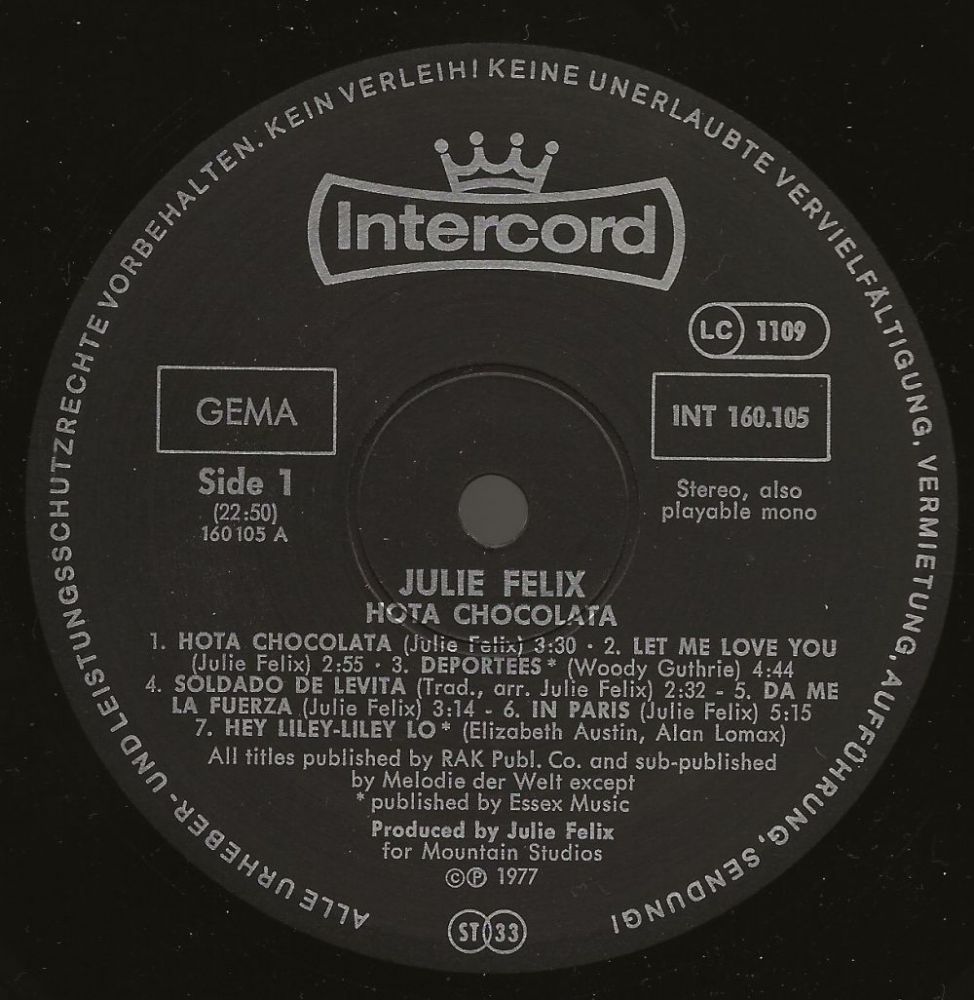 ALLE URHEBER- UND LEISTUNGSSCHUTZRECHTE VORBEHALTEN. KEIN VERLEIH! KEINE UNERLAUBTE VERVIELFÄLTIGUNG, VERMIETUNG, AUFFÜHRUNG, SENDUNG!
Intercord
LC 1109
GEMA
INT 160.105
Side 1
(22:50)
160105 A
Stereo, also
playable mono
JULIE FELIX
HOTA CHOCOLATA
1. HOTA CHOCOLATA (Julie Felix) 3:30 · 2. LET ME LOVE YOU
(Julie Felix) 2:55 · 3. DEPORTEES* (Woody Guthrie) 4:44
4. SOLDADO DE LEVITA (Trad., arr. Julie Felix) 2:32 - 5. DA ME
LA FUERZA (Julie Felix) 3:14 - 6. IN PARIS (Julie Felix) 5:15
7. HEY LILEY-LILEY LO* (Elizabeth Austin, Alan Lomax)
All titles published by RAK Publ. Co. and sub-published
by Melodie der Welt except
*published by Essex Music
Produced by Julie Felix
for Mountain Studios
©℗ 1977
ST 33